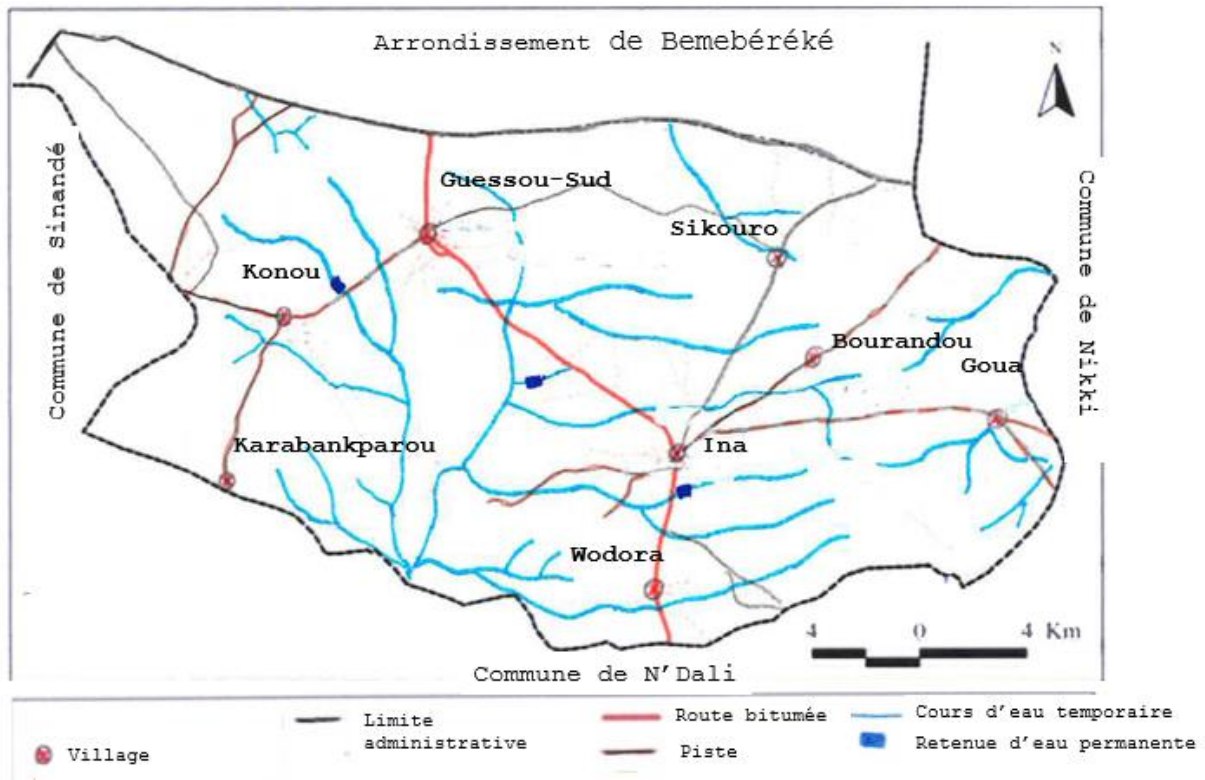 Arrondissement de Bemebéréké
N
Commune de Sinandé
Commune de Nikki
Guessou-Sud
Sikouro
Konou
Bourandou
Goua
Karabankparou
Ina
Wodora
4 0 4 Km
Commune de N'Dali
Village
Limite
administrative
Route bitumée
Piste
Cours d'eau temporaire
Retenue d'eau permanente